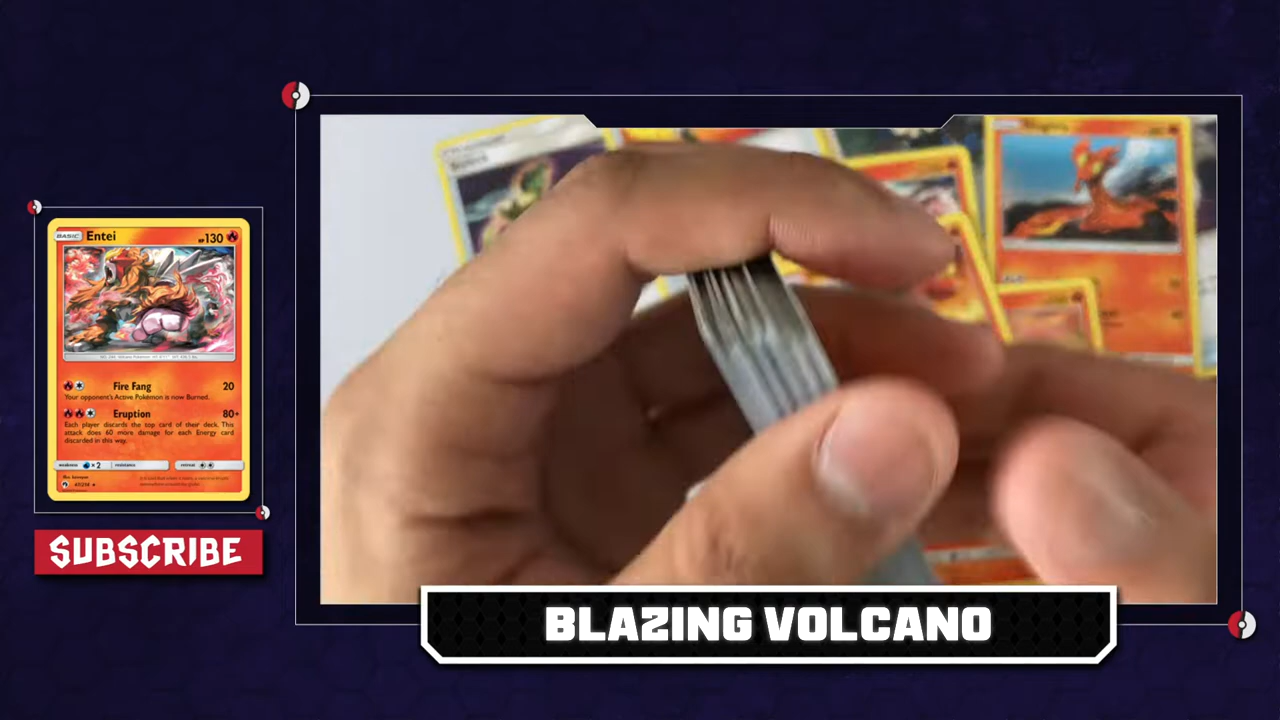 BASIC Entei HP130
Fire Fang 20
Your opponent's Active Pokémon is now Burned.
Eruption 80+
Each player discards the top card of their deck. This
attack does 60 more damage for each Energy card
discarded in this way.
weakness ×2 resistance retreat
SUBSCRIBE
BLAZING VOLCANO